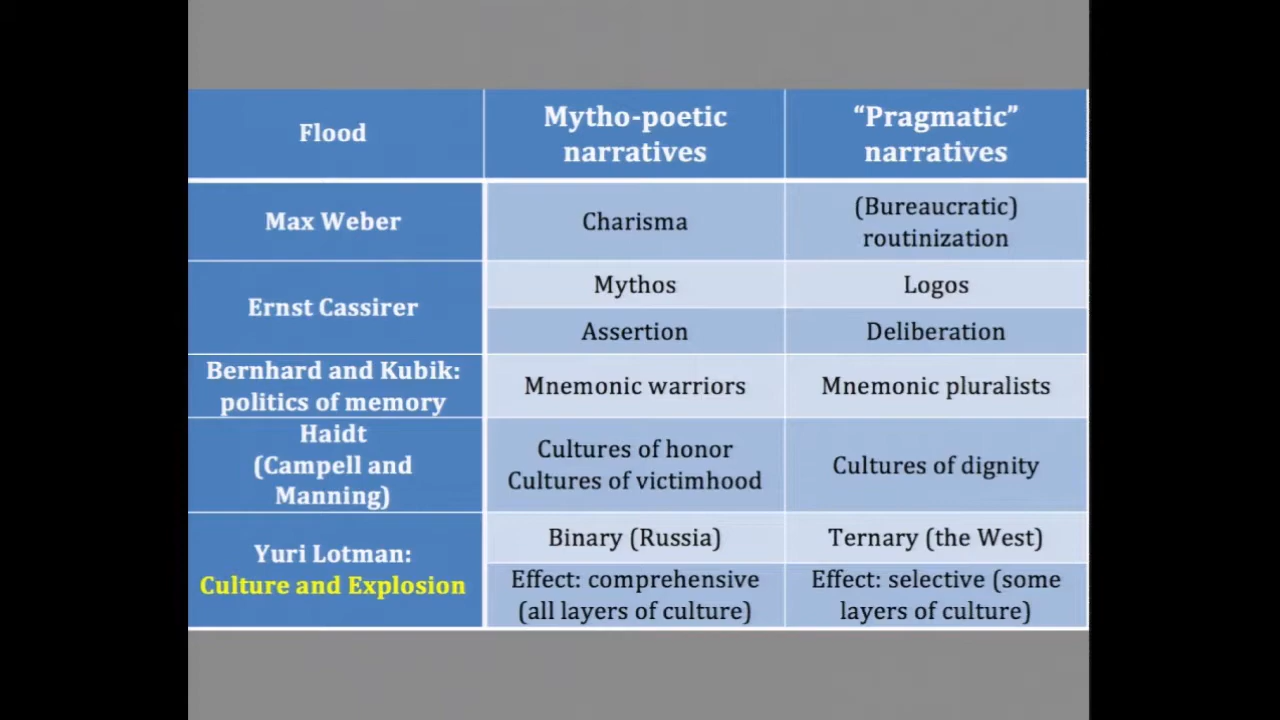 Flood
Mytho-poetic
narratives
“Pragmatic”
narratives
Max Weber
Charisma
(Bureaucratic)
routinization
Ernst Cassirer
Mythos
Logos
Assertion
Deliberation
Bernhard and Kubik:
politics of memory
Mnemonic warriors
Mnemonic pluralists
Haidt
(Campell and
Manning)
Cultures of honor
Cultures of victimhood
Cultures of dignity
Yuri Lotman:
Culture and Explosion
Binary (Russia)
Ternary (the West)
Effect: comprehensive
(all layers of culture)
Effect: selective (some
layers of culture)